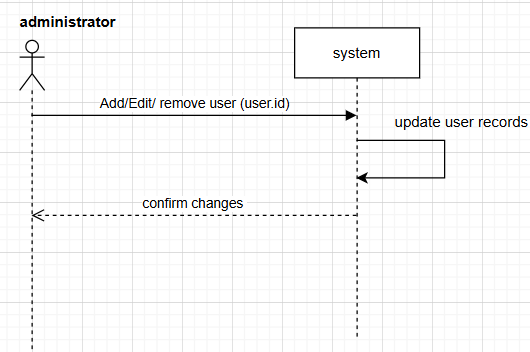 administrator
system
Add/Edit/ remove user (user.id)
update user records
confirm changes